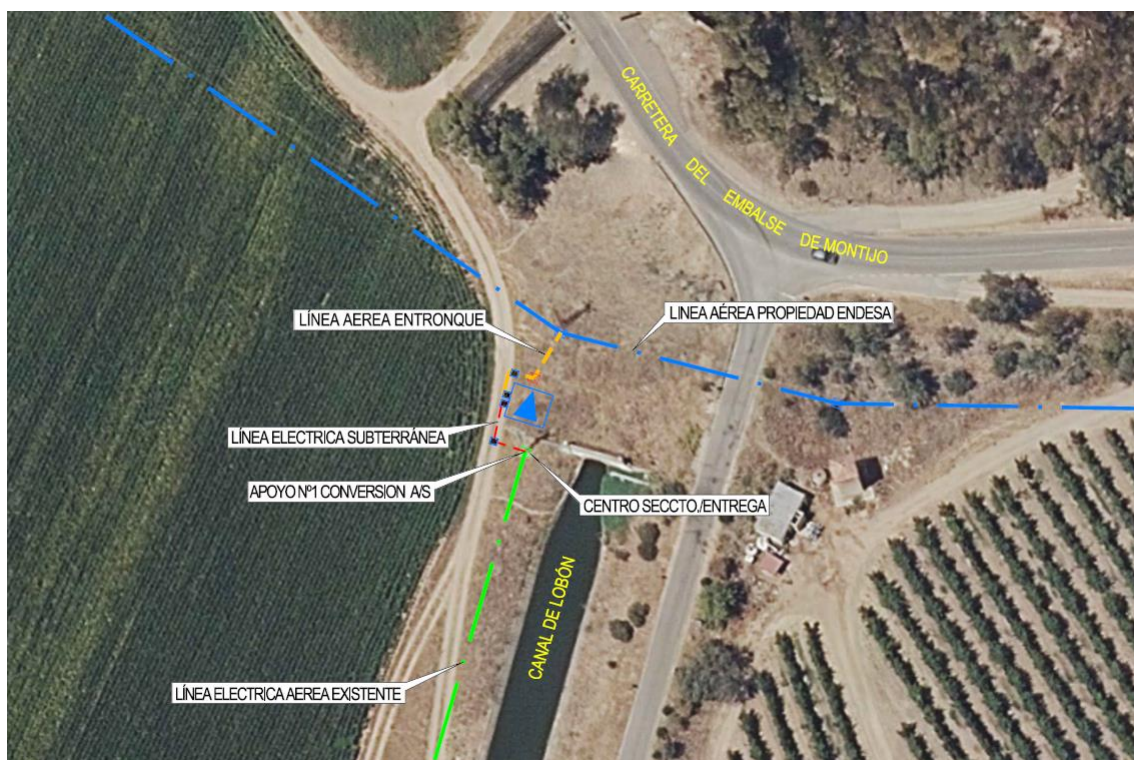 CARRETERA DEL EMBALSE DE MONTIJO
LÍNEA AEREA ENTRONQUE
LINEA AÉREA PROPIEDAD ENDESA
LÍNEA ELECTRICA SUBTERRÁNEA
APOYO Nº1 CONVERSION A/S
CENTRO SECCTO./ENTREGA
CANAL DE LOBÓN
LÍNEA ELECTRICA AEREA EXISTENTE